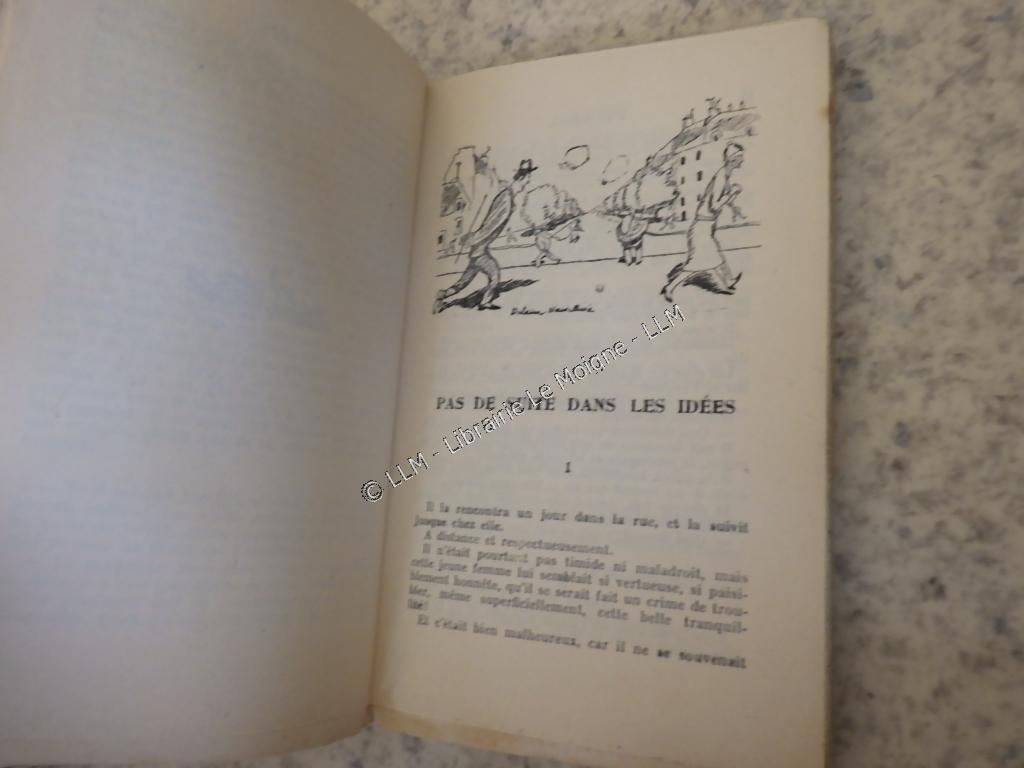 PAS DE SUITE DANS LES IDÉES
1
Il la rencontra un jour dans la rue, et la suivit
jusque chez elle.
A distance et respectueusement.
Il n'était pourtant pas timide ni maladroit, mais
cette jeune femme lui semblait si vertueuse, si paisi-
blement honnête, qu'il se serait fait un crime de trou-
bler, même superficiellement, cette belle tranquil-
lité!
Et c'était bien malheureux, car il ne se souvenait
© LLM - Librairie Le Moigne - LLM